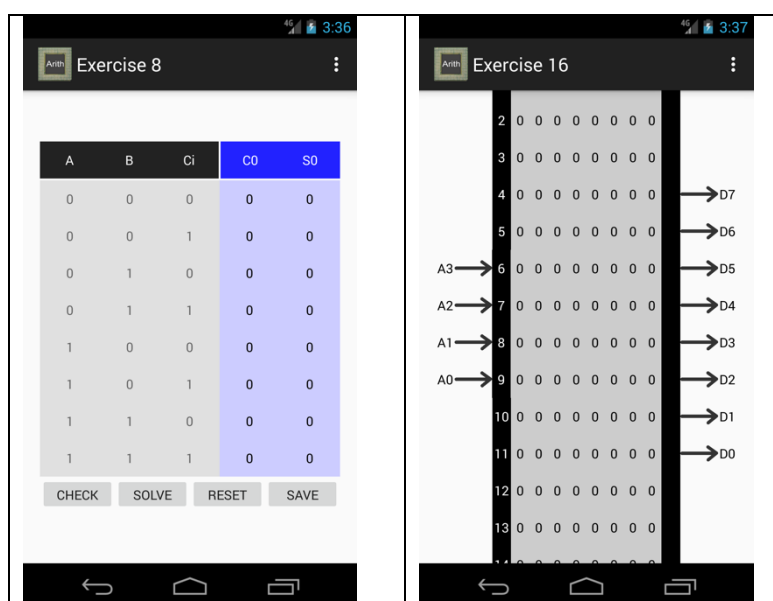 4G 3:36
Arith Exercise 8
A B Ci C0 S0
0 0 0 0 0
0 0 1 0 0
0 1 0 0 0
0 1 1 0 0
1 0 0 0 0
1 0 1 0 0
1 1 0 0 0
1 1 1 0 0
CHECK SOLVE RESET SAVE
4G 3:37
Arith Exercise 16
2 0 0 0 0 0 0 0 0
3 0 0 0 0 0 0 0 0
4 0 0 0 0 0 0 0 0 D7
5 0 0 0 0 0 0 0 0 D6
A3 6 0 0 0 0 0 0 0 0 D5
A2 7 0 0 0 0 0 0 0 0 D4
A1 8 0 0 0 0 0 0 0 0 D3
A0 9 0 0 0 0 0 0 0 0 D2
10 0 0 0 0 0 0 0 0 D1
11 0 0 0 0 0 0 0 0 D0
12 0 0 0 0 0 0 0 0
13 0 0 0 0 0 0 0 0